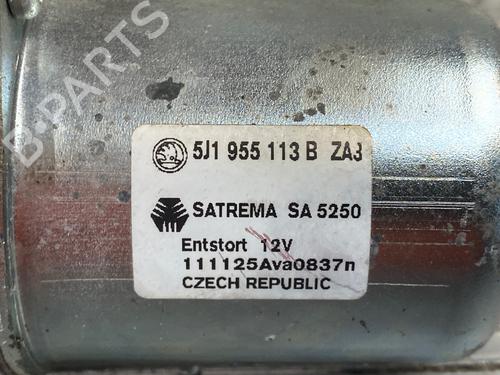 B-PARTS
5J1 955 113 B ZA3
SATREMA SA 5250
Entstort 12V
111125Ava0837n
CZECH REPUBLIC